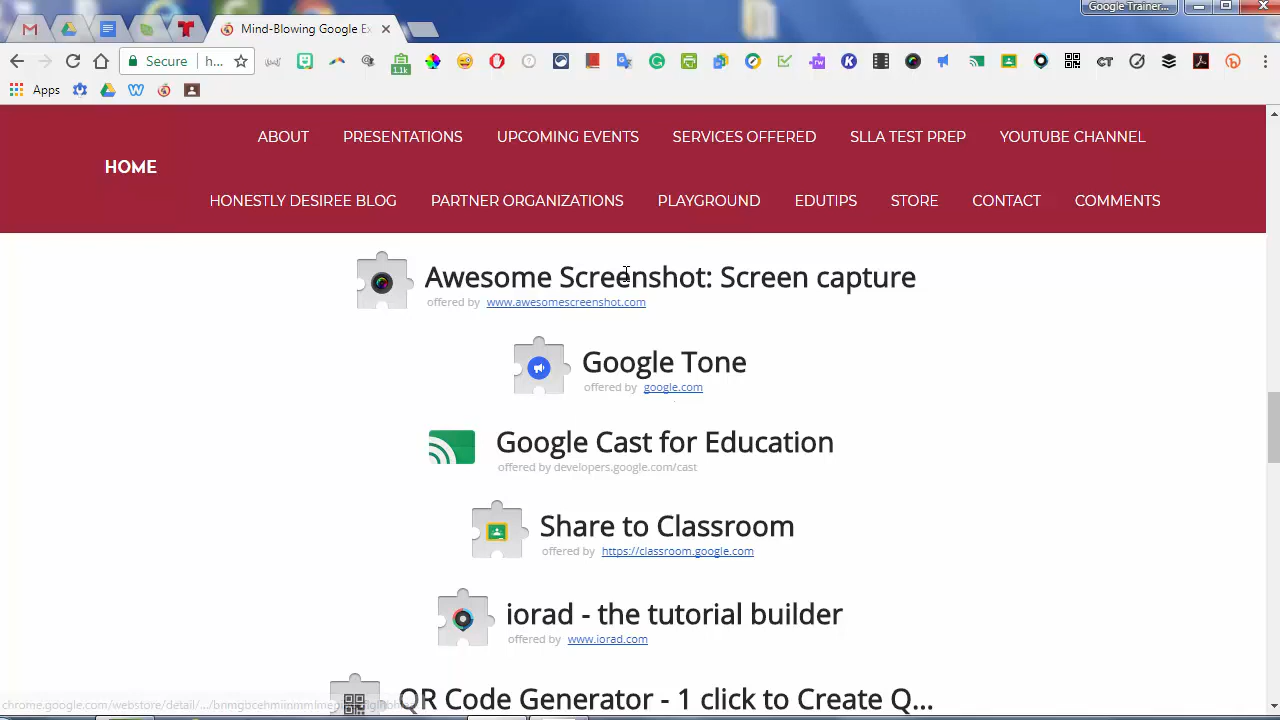 Google Trainer...
Mind-Blowing Google Ex
Secure h...
1.1k
CT
Apps
ABOUT PRESENTATIONS UPCOMING EVENTS SERVICES OFFERED SLLA TEST PREP YOUTUBE CHANNEL
HOME
HONESTLY DESIREE BLOG PARTNER ORGANIZATIONS PLAYGROUND EDUTIPS STORE CONTACT COMMENTS
Awesome Screenshot: Screen capture
offered by www.awesomescreenshot.com
Google Tone
offered by google.com
Google Cast for Education
offered by developers.google.com/cast
Share to Classroom
offered by https://classroom.google.com
iorad - the tutorial builder
offered by www.iorad.com
QR Code Generator - 1 click to Create Q...